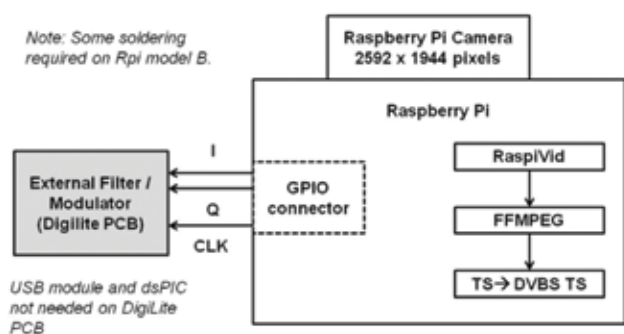 Note: Some soldering
required on Rpi model B.
Raspberry Pi Camera
2592 x 1944 pixels
Raspberry Pi
I
Q
CLK
External Filter /
Modulator
(Digilite PCB)
GPIO
connector
RaspiVid
FFMPEG
TS→ DVBS TS
USB module and dsPIC
not needed on DigiLite
PCB